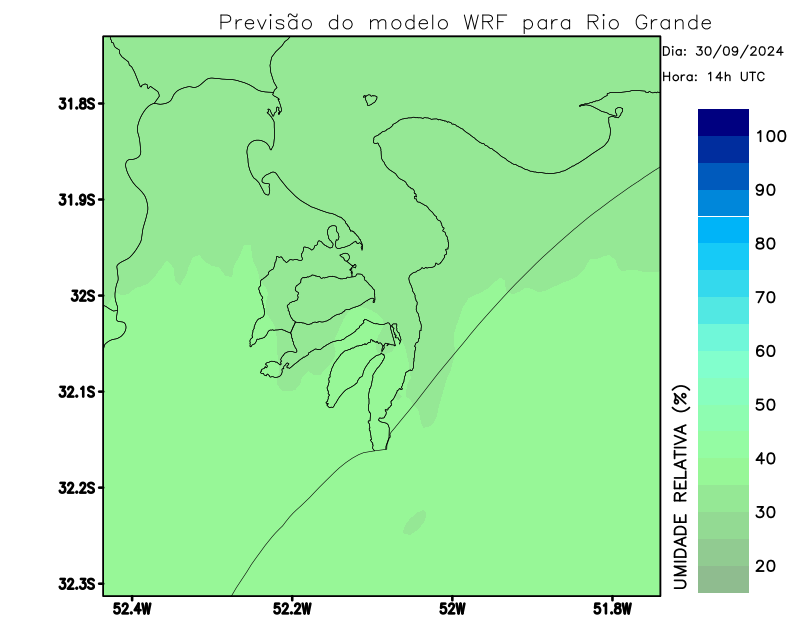 Previsão do modelo WRF para Rio Grande
Dia: 30/09/2024
Hora: 14h UTC
31.8S
31.9S
32S
32.1S
32.2S
32.3S
52.4W
52.2W
52W
51.8W
100
90
80
70
60
50
40
30
20
UMIDADE RELATIVA (%)